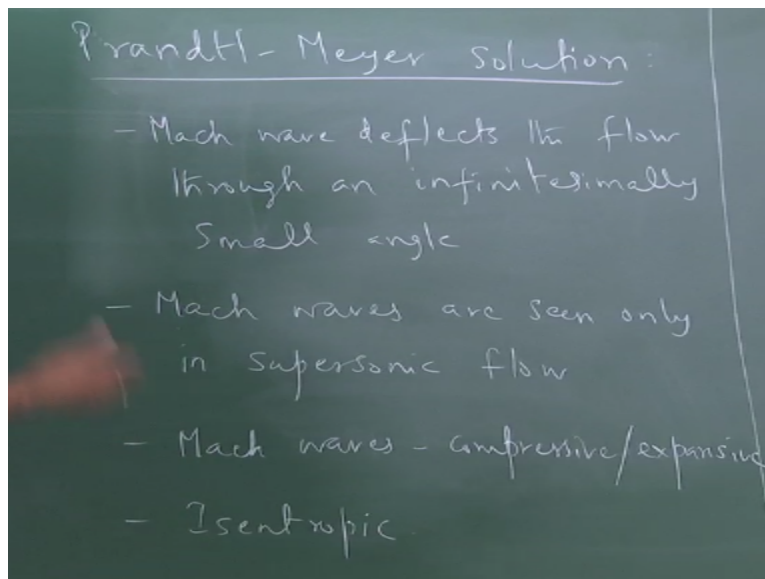 Prandtl - Meyer Solution :
- Mach wave deflects the flow
through an infinitesimally
small angle
- Mach waves are seen only
in supersonic flow
- Mach waves - compressive/expansive
- Isentropic